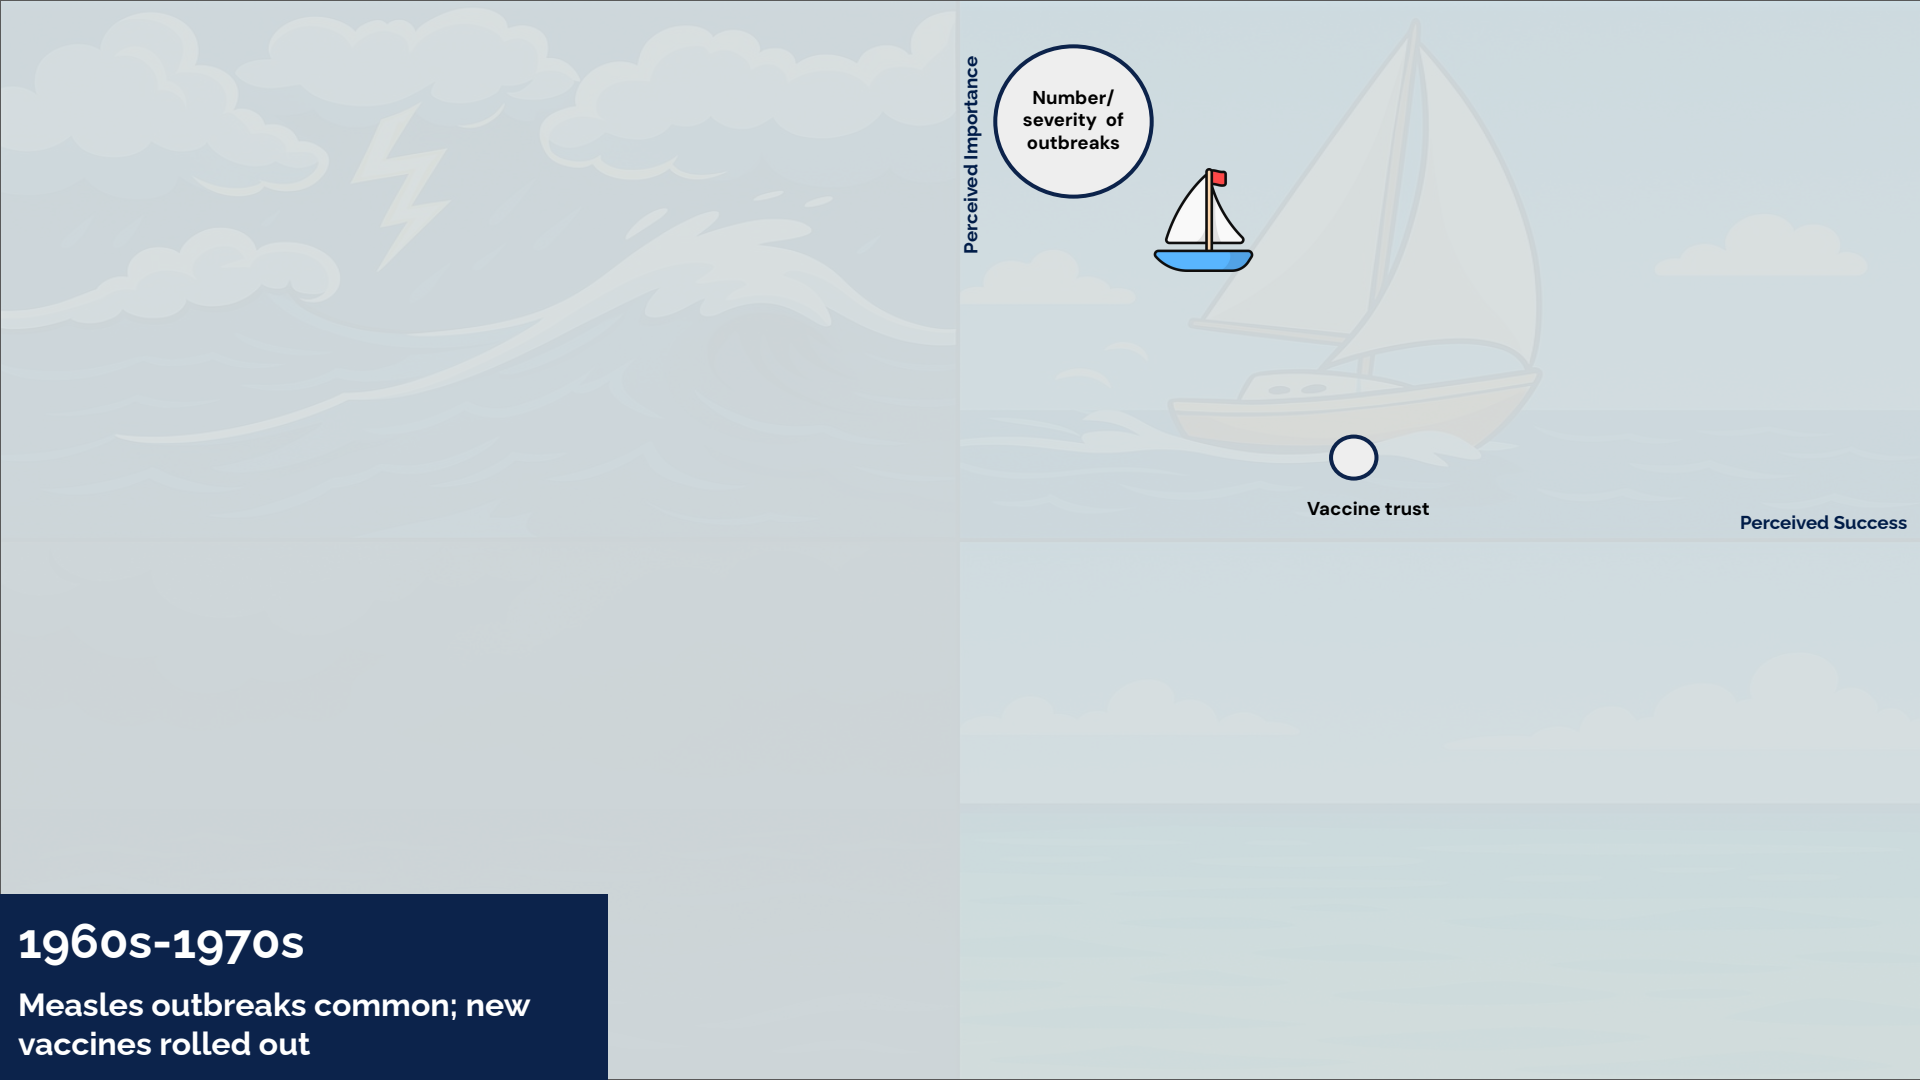 Perceived Importance
Number/
severity of
outbreaks
Vaccine trust
Perceived Success
1960s-1970s
Measles outbreaks common; new
vaccines rolled out